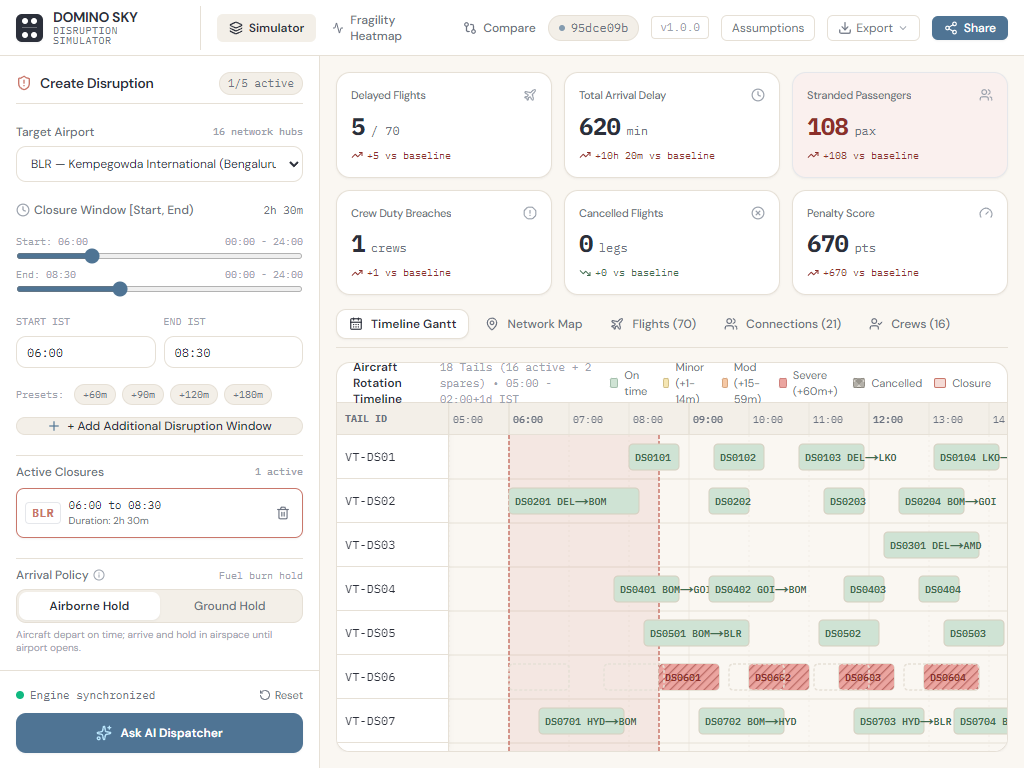 DOMINO SKY
DISRUPTION
SIMULATOR
Simulator
Fragility
Heatmap
Compare
95dce09b
v1.0.0
Assumptions
Export
Share
Create Disruption
1/5 active
Target Airport
16 network hubs
BLR — Kempegowda International (Bengaluru
Closure Window [Start, End)
2h 30m
Start: 06:00
00:00 - 24:00
End: 08:30
00:00 - 24:00
START IST
END IST
06:00
08:30
Presets:
+60m
+90m
+120m
+180m
+ Add Additional Disruption Window
Active Closures
1 active
BLR
06:00 to 08:30
Duration: 2h 30m
Arrival Policy
Fuel burn hold
Airborne Hold
Ground Hold
Aircraft depart on time; arrive and hold in airspace until
airport opens.
Engine synchronized
Reset
Ask AI Dispatcher
Delayed Flights
5 / 70
+5 vs baseline
Total Arrival Delay
620 min
+10h 20m vs baseline
Stranded Passengers
108 pax
+108 vs baseline
Crew Duty Breaches
1 crews
+1 vs baseline
Cancelled Flights
0 legs
+0 vs baseline
Penalty Score
670 pts
+670 vs baseline
Timeline Gantt
Network Map
Flights (70)
Connections (21)
Crews (16)
Aircraft
Rotation
Timeline
18 Tails (16 active + 2
spares) • 05:00 -
02:00+1d IST
On
time
Minor
(+1-
14m)
Mod
(+15-
59m)
Severe
(+60m+)
Cancelled
Closure
TAIL ID
05:00 06:00 07:00 08:00 09:00 10:00 11:00 12:00 13:00 14
VT-DS01
DS0101
DS0102
DS0103 DEL→LKO
DS0104 LKO→
VT-DS02
DS0201 DEL→BOM
DS0202
DS0203
DS0204 BOM→GOI
VT-DS03
DS0301 DEL→AMD
VT-DS04
DS0401 BOM→GOI
DS0402 GOI→BOM
DS0403
DS0404
VT-DS05
DS0501 BOM→BLR
DS0502
DS0503
VT-DS06
DS0601
DS0602
DS0603
DS0604
VT-DS07
DS0701 HYD→BOM
DS0702 BOM→HYD
DS0703 HYD→BLR
DS0704 B